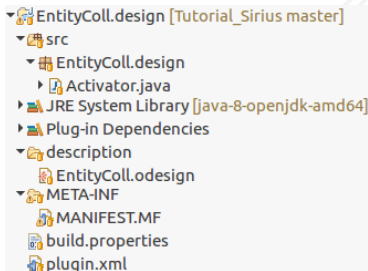 EntityColl.design [Tutorial_Sirius master]
src
EntityColl.design
Activator.java
JRE System Library [java-8-openjdk-amd64]
Plug-in Dependencies
description
EntityColl.odesign
META-INF
MANIFEST.MF
build.properties
plugin.xml